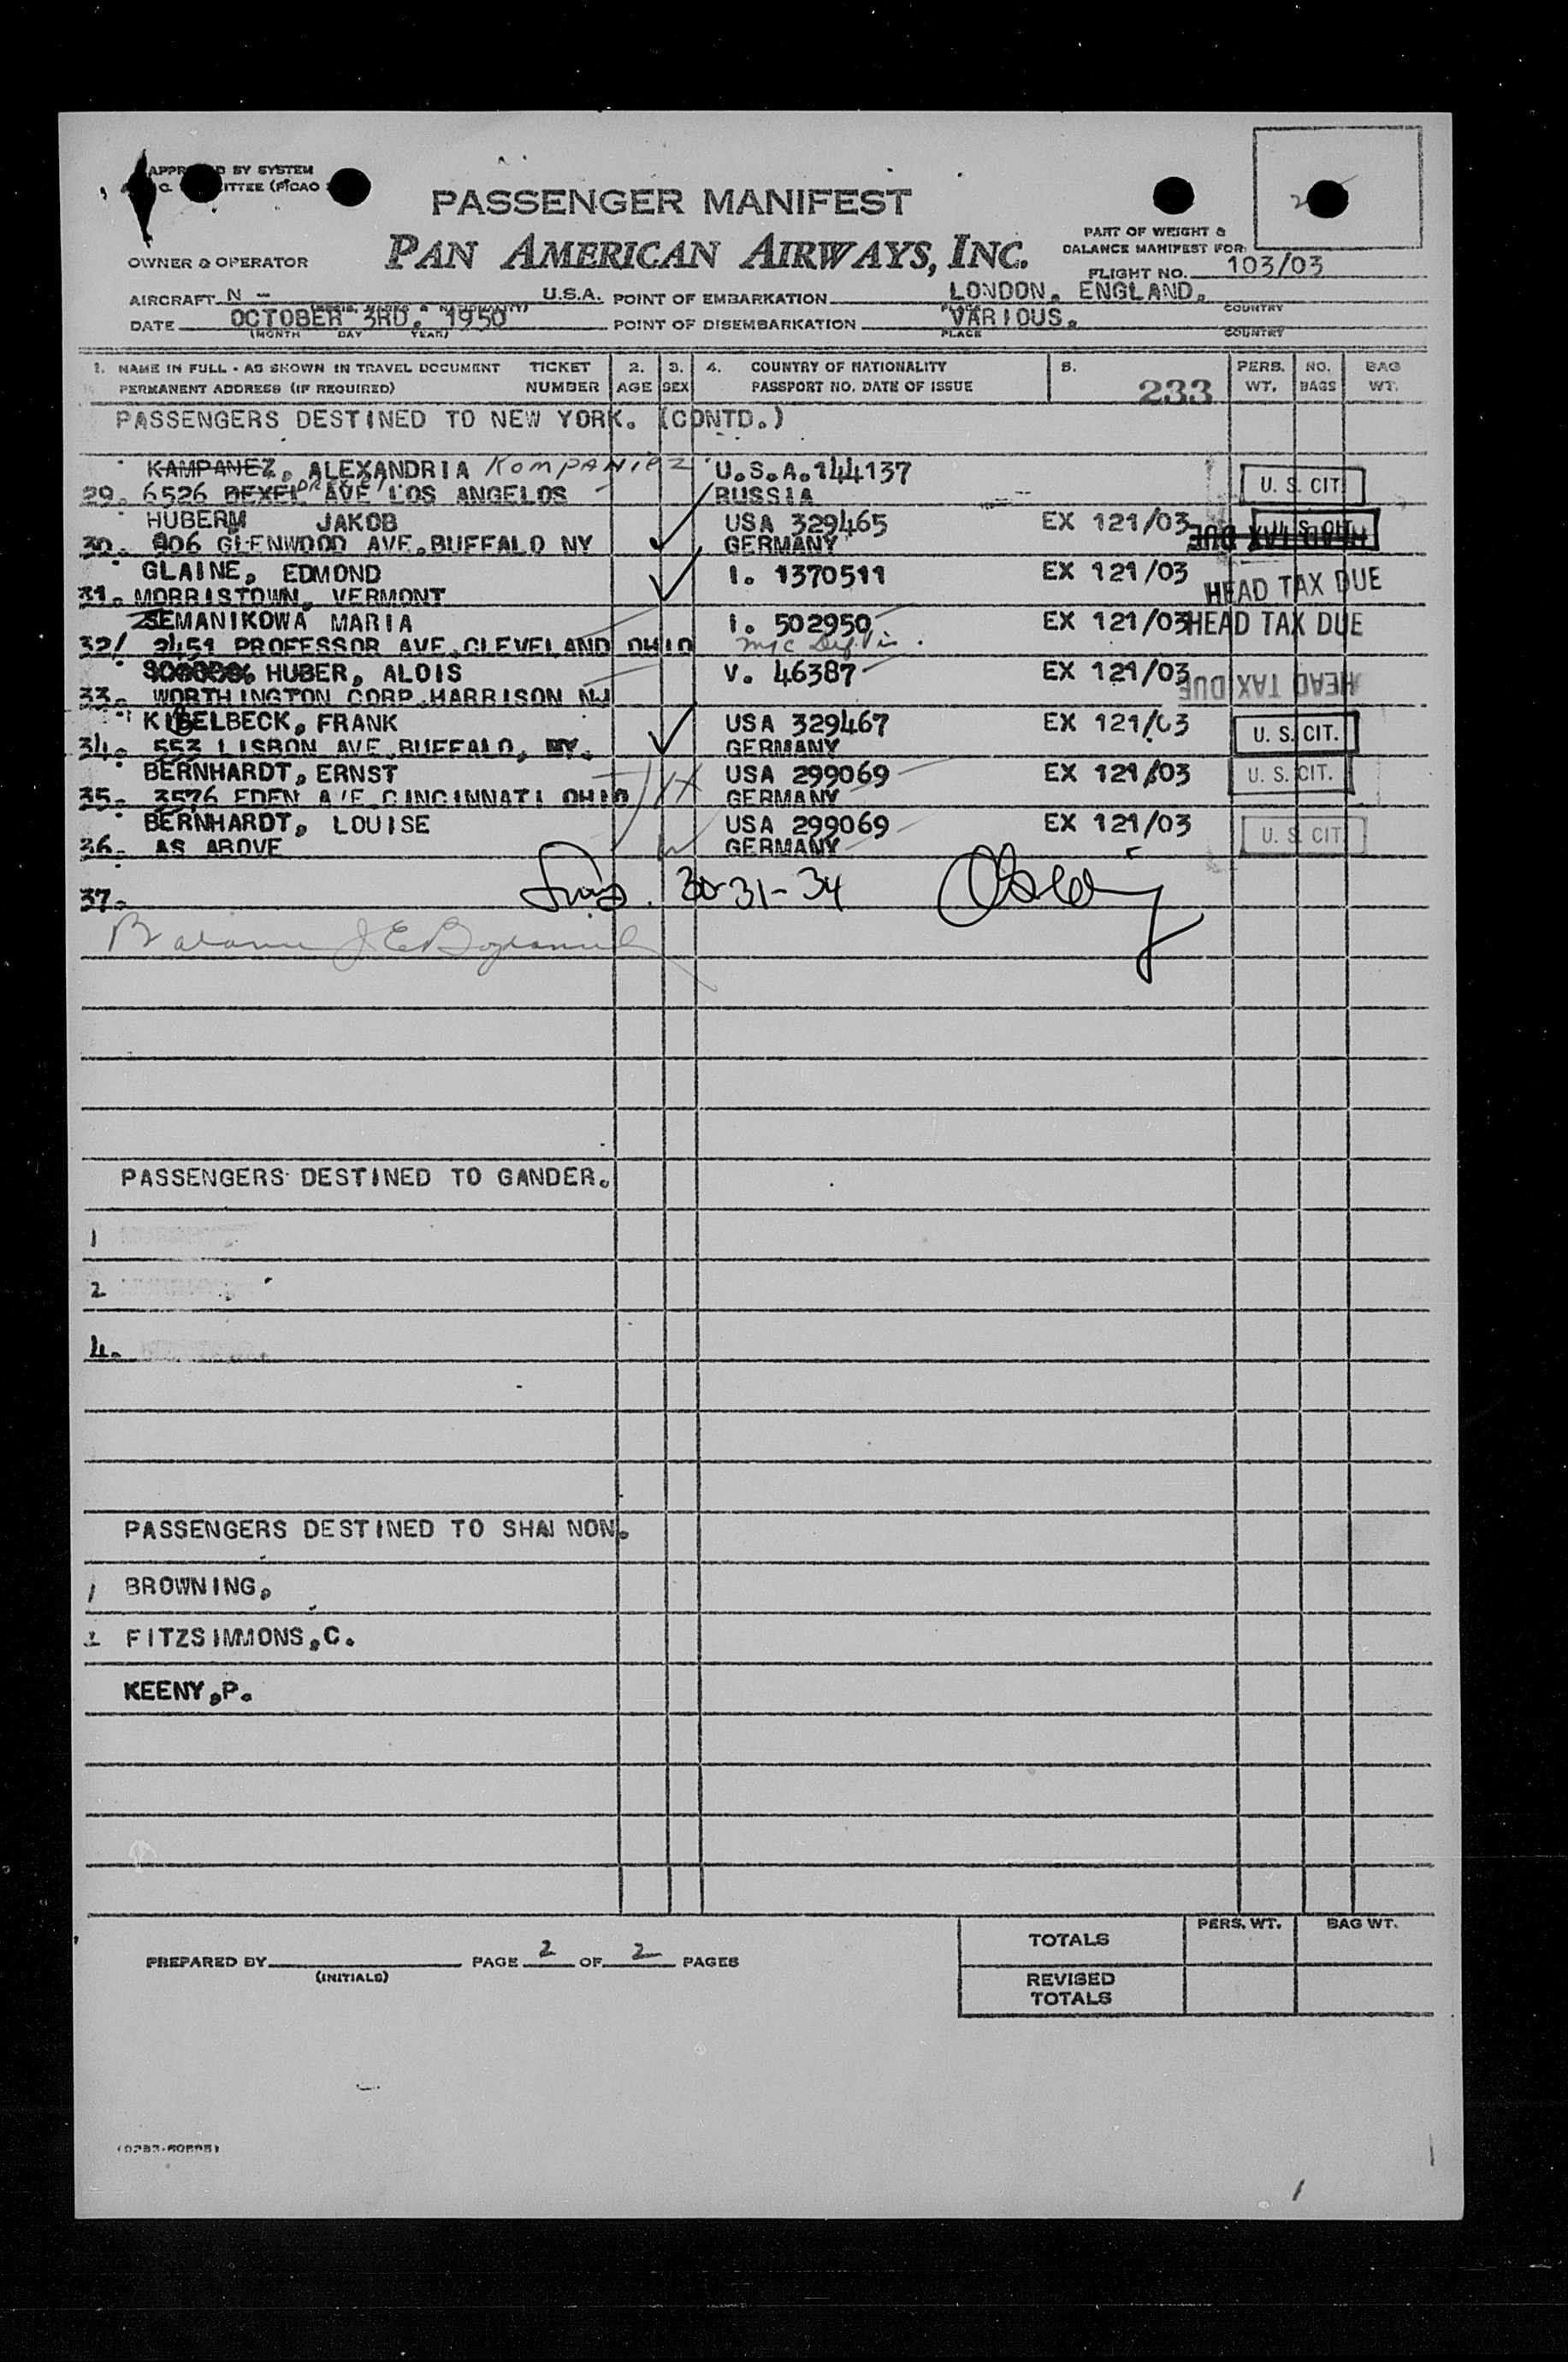 PASSENGER MANIFEST
PAN AMERICAN AIRWAYS, INC.
PART OF WEIGHT &
BALANCE MANIFEST FOR:
OWNER & OPERATOR
FLIGHT NO. 103/03
AIRCRAFT N - U.S.A. POINT OF EMBARKATION LONDON, ENGLAND.
DATE OCTOBER 3RD, 1950 POINT OF DISEMBARKATION VARIOUS.
(MONTH DAY YEAR) PLACE COUNTRY
1. NAME IN FULL - AS SHOWN IN TRAVEL DOCUMENT TICKET 2. 3. 4. COUNTRY OF NATIONALITY 5. PERS. NO. BAG
PERMANENT ADDRESS (IF REQUIRED) NUMBER AGE SEX PASSPORT NO. DATE OF ISSUE 233 WT. BAGS WT.
PASSENGERS DESTINED TO NEW YORK. (CONTD.)
KAMPANEZ, ALEXANDRIA KOMPANIEZ U.S.A.144137
29. 6526 AVE LOS ANGELOS RUSSIA U. S. CIT.
HUBERM JAKOB USA 329465 EX 121/03
30. 906 GLENWOOD AVE.BUFFALO NY GERMANY
HEAD TAX DUE U. S. CIT.
GLAINE, EDMOND I. 1370511 EX 121/03
31. MORRISTOWN, VERMONT HEAD TAX DUE
SEMANIKOWA MARIA I. 502950 EX 121/03 HEAD TAX DUE
32/ 2451 PROFESSOR AVE.CLEVELAND OHIO
HUBER, ALOIS V. 46387 EX 121/03
33. WORTHINGTON CORP.HARRISON NJ HEAD TAX DUE
KIBELBECK, FRANK USA 329467 EX 121/03
34. 553 LISBON AVE.BUFFALO, NY. GERMANY U. S. CIT.
BERNHARDT, ERNST USA 299069 EX 121/03 U. S. CIT.
35. 3576 EDEN AVE CINCINNATI OHIO GERMANY
BERNHARDT, LOUISE USA 299069 EX 121/03
36. AS ABOVE GERMANY U. S. CIT.
37. 30-31-34
PASSENGERS DESTINED TO GANDER.
1
2
4.
PASSENGERS DESTINED TO SHANNON.
1 BROWNING,
2 FITZSIMMONS,C.
KEENY,P.
PERS. WT. BAG WT.
TOTALS
PREPARED BY PAGE 2 OF 2 PAGES
(INITIALS)
REVISED
TOTALS